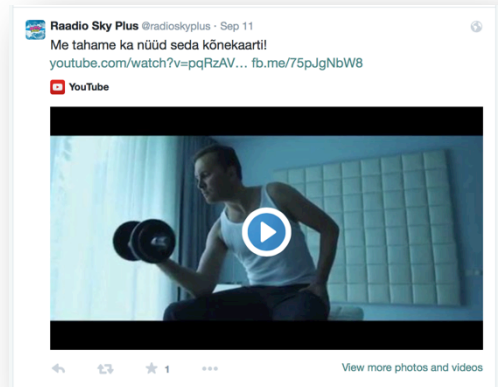 Raadio Sky Plus @radioskyplus · Sep 11
Me tahame ka nüüd seda kõnekaarti!
youtube.com/watch?v=pqRzAV… fb.me/75pJgNbW8
YouTube
1
View more photos and videos